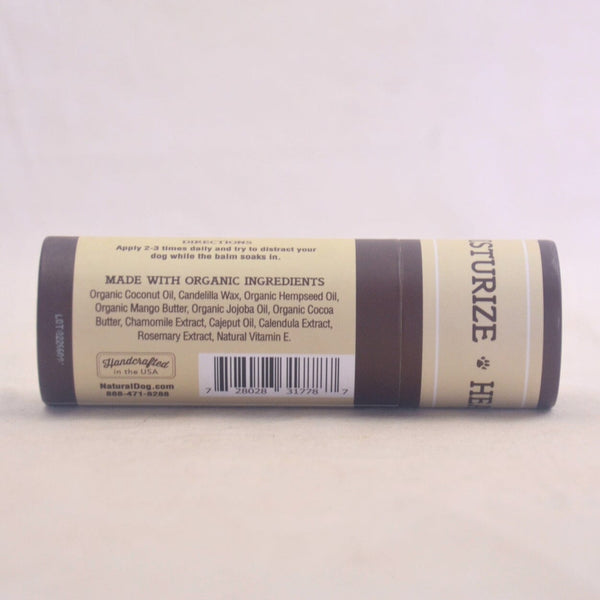 DIRECTIONS
Apply 2-3 times daily and try to distract your
dog while the balm soaks in.
MADE WITH ORGANIC INGREDIENTS
Organic Coconut Oil, Candelilla Wax, Organic Hempseed Oil,
Organic Mango Butter, Organic Jojoba Oil, Organic Cocoa
Butter, Chamomile Extract, Cajeput Oil, Calendula Extract,
Rosemary Extract, Natural Vitamin E.
Handcrafted
in the USA
NaturalDog.com
888-471-8288
7 28028 31778 7